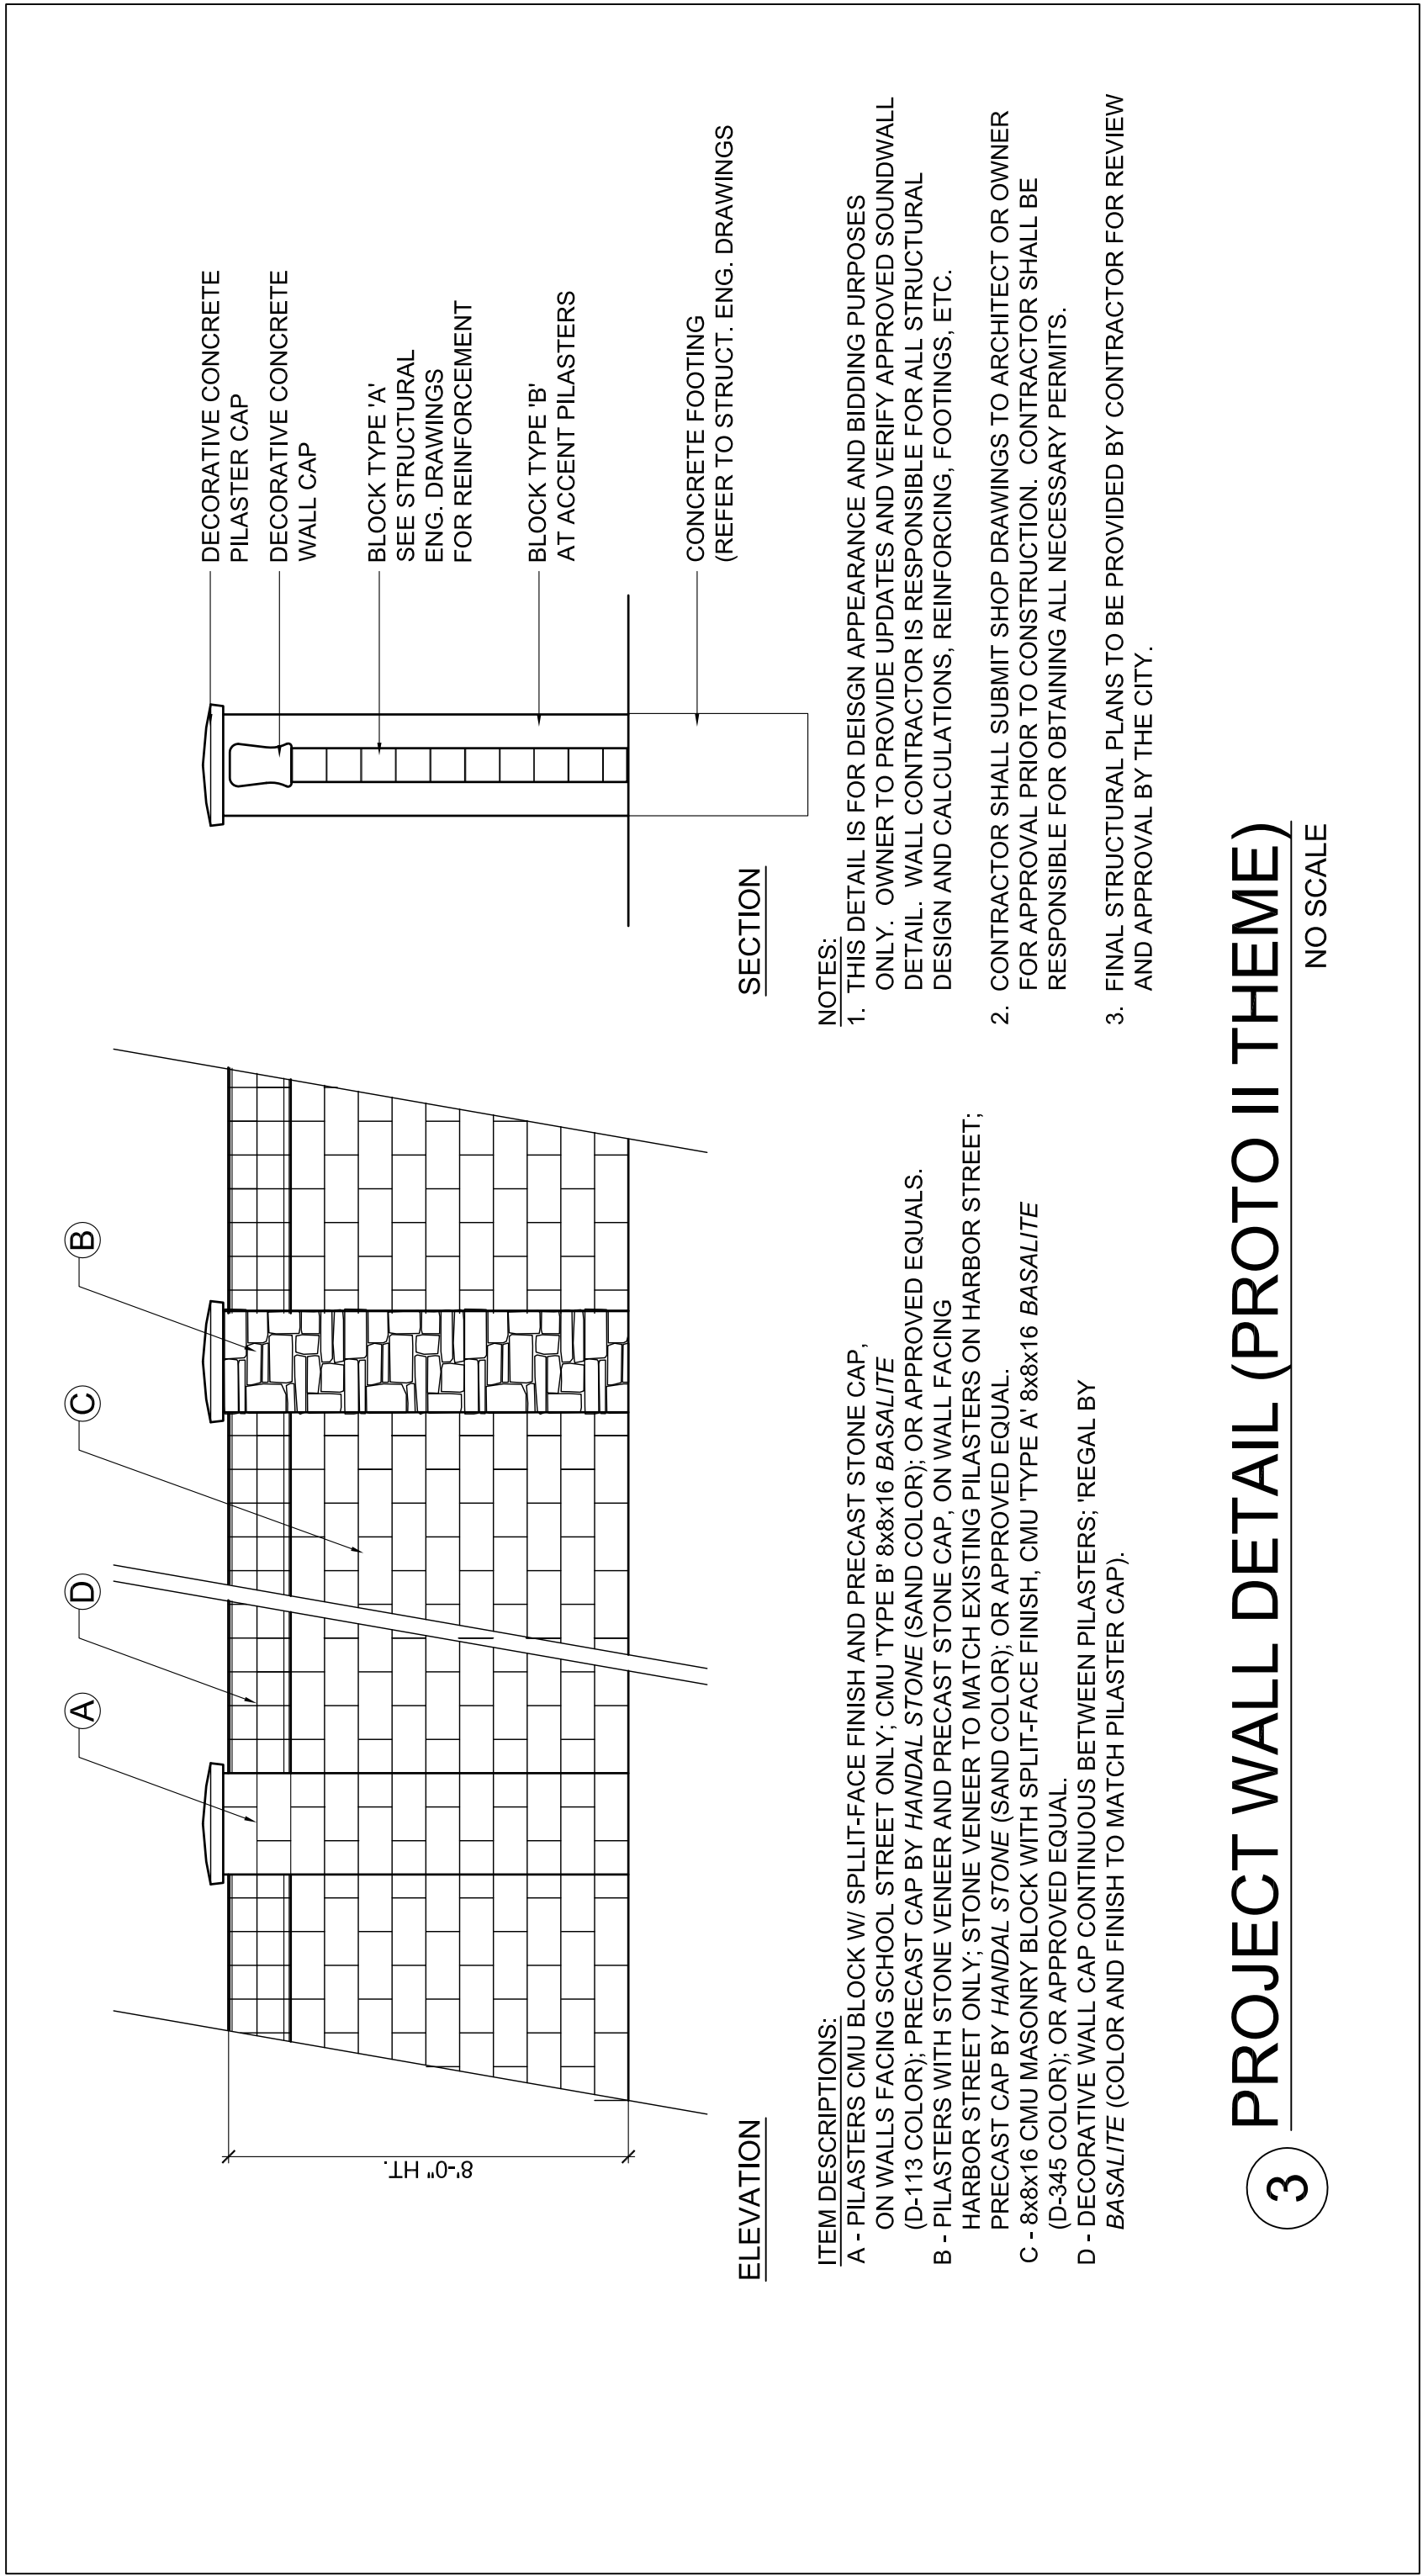 A
D
C
B
8'-0" HT.
ELEVATION
DECORATIVE CONCRETE
PILASTER CAP
DECORATIVE CONCRETE
WALL CAP
BLOCK TYPE 'A'
SEE STRUCTURAL
ENG. DRAWINGS
FOR REINFORCEMENT
BLOCK TYPE 'B'
AT ACCENT PILASTERS
CONCRETE FOOTING
(REFER TO STRUCT. ENG. DRAWINGS
SECTION
ITEM DESCRIPTIONS:
A - PILASTERS CMU BLOCK W/ SPLLIT-FACE FINISH AND PRECAST STONE CAP,
ON WALLS FACING SCHOOL STREET ONLY; CMU 'TYPE B' 8x8x16 BASALITE
(D-113 COLOR); PRECAST CAP BY HANDAL STONE (SAND COLOR); OR APPROVED EQUALS.
B - PILASTERS WITH STONE VENEER AND PRECAST STONE CAP, ON WALL FACING
HARBOR STREET ONLY; STONE VENEER TO MATCH EXISTING PILASTERS ON HARBOR STREET;
PRECAST CAP BY HANDAL STONE (SAND COLOR); OR APPROVED EQUAL.
C - 8x8x16 CMU MASONRY BLOCK WITH SPLIT-FACE FINISH, CMU 'TYPE A' 8x8x16 BASALITE
(D-345 COLOR); OR APPROVED EQUAL.
D - DECORATIVE WALL CAP CONTINUOUS BETWEEN PILASTERS; 'REGAL BY
BASALITE (COLOR AND FINISH TO MATCH PILASTER CAP).
NOTES:
1. THIS DETAIL IS FOR DEISGN APPEARANCE AND BIDDING PURPOSES
ONLY. OWNER TO PROVIDE UPDATES AND VERIFY APPROVED SOUNDWALL
DETAIL. WALL CONTRACTOR IS RESPONSIBLE FOR ALL STRUCTURAL
DESIGN AND CALCULATIONS, REINFORCING, FOOTINGS, ETC.
2. CONTRACTOR SHALL SUBMIT SHOP DRAWINGS TO ARCHITECT OR OWNER
FOR APPROVAL PRIOR TO CONSTRUCTION. CONTRACTOR SHALL BE
RESPONSIBLE FOR OBTAINING ALL NECESSARY PERMITS.
3. FINAL STRUCTURAL PLANS TO BE PROVIDED BY CONTRACTOR FOR REVIEW
AND APPROVAL BY THE CITY.
3 PROJECT WALL DETAIL (PROTO II THEME)
NO SCALE